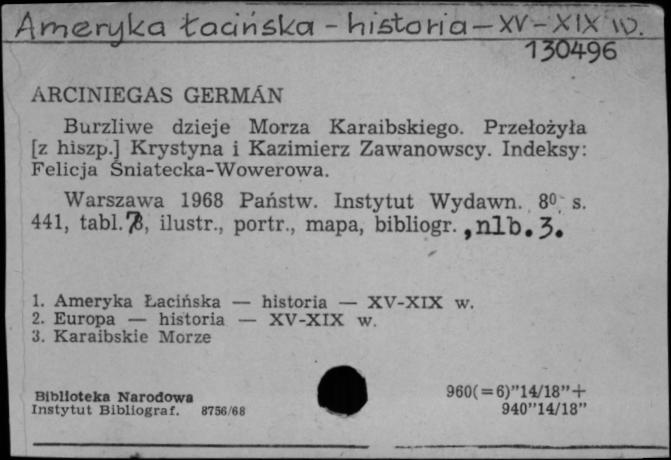 Ameryka Łacińska - historia - XV - XIX w.
130496
ARCINIEGAS GERMÁN
Burzliwe dzieje Morza Karaibskiego. Przełożyła
[z hiszp.] Krystyna i Kazimierz Zawanowscy. Indeksy:
Felicja Śniatecka-Wowerowa.
Warszawa 1968 Państw. Instytut Wydawn. 8⁰, s.
441, tabl. , ilustr., portr., mapa, bibliogr. , nlb. 3.
1. Ameryka Łacińska — historia — XV-XIX w.
2. Europa — historia — XV-XIX w.
3. Karaibskie Morze
Biblioteka Narodowa
Instytut Bibliograf. 8756/68
960(=6)"14/18"+
940"14/18"